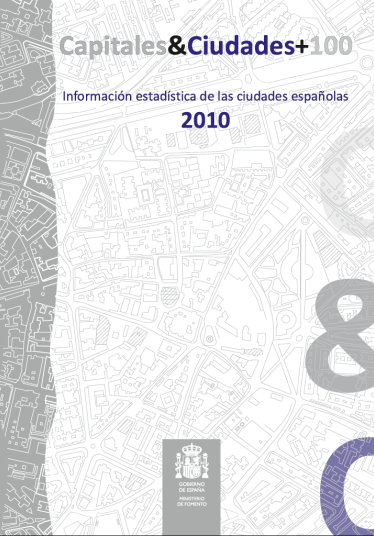 Capitales&Ciudades+100
Información estadística de las ciudades españolas
2010
C
&
C
GOBIERNO
DE ESPAÑA
MINISTERIO
DE FOMENTO